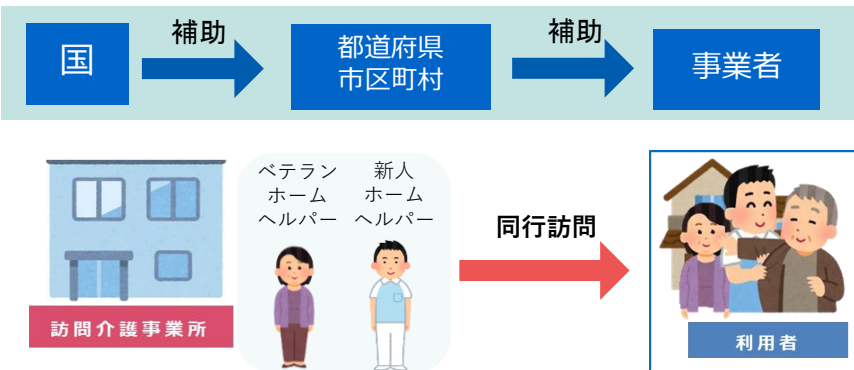 国
補助
都道府県
市区町村
補助
事業者
ベテラン
ホーム
ヘルパー
新人
ホーム
ヘルパー
同行訪問
訪問介護事業所
利用者